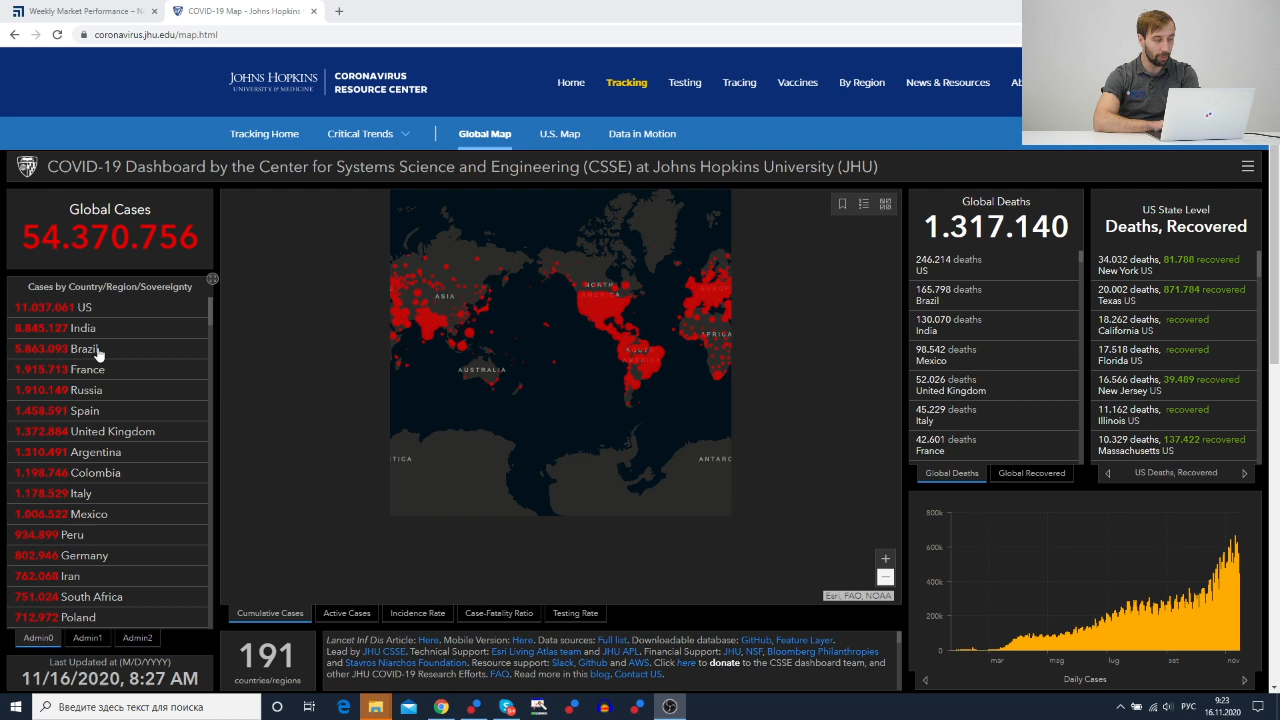 Weekly Market Performance – N
COVID-19 Map - Johns Hopkins
coronavirus.jhu.edu/map.html
JOHNS HOPKINS
UNIVERSITY & MEDICINE
CORONAVIRUS
RESOURCE CENTER
Home Tracking Testing Tracing Vaccines By Region News & Resources Ab
Tracking Home Critical Trends Global Map U.S. Map Data in Motion
COVID-19 Dashboard by the Center for Systems Science and Engineering (CSSE) at Johns Hopkins University (JHU)
Global Cases
54.370.756
Cases by Country/Region/Sovereignty
11.037.061 US
8.845.127 India
5.863.093 Brazil
1.915.713 France
1.910.149 Russia
1.458.591 Spain
1.372.884 United Kingdom
1.310.491 Argentina
1.198.746 Colombia
1.178.529 Italy
1.006.522 Mexico
934.899 Peru
802.946 Germany
762.068 Iran
751.024 South Africa
712.972 Poland
Admin0 Admin1 Admin2
Last Updated at (M/D/YYYY)
11/16/2020, 8:27 AM
ASIA
NORTH
AMERICA
EUROPE
AFRICA
SOUTH
AMERICA
AUSTRALIA
TICA
ANTARC
Esri, FAO, NOAA
Cumulative Cases Active Cases Incidence Rate Case-Fatality Ratio Testing Rate
191
countries/regions
Lancet Inf Dis Article: Here. Mobile Version: Here. Data sources: Full list. Downloadable database: GitHub, Feature Layer.
Lead by JHU CSSE. Technical Support: Esri Living Atlas team and JHU APL. Financial Support: JHU, NSF, Bloomberg Philanthropies
and Stavros Niarchos Foundation. Resource support: Slack, Github and AWS. Click here to donate to the CSSE dashboard team, and
other JHU COVID-19 Research Efforts. FAQ. Read more in this blog. Contact US.
Global Deaths
1.317.140
246.214 deaths
US
165.798 deaths
Brazil
130.070 deaths
India
98.542 deaths
Mexico
52.026 deaths
United Kingdom
45.229 deaths
Italy
42.601 deaths
France
Global Deaths Global Recovered
US State Level
Deaths, Recovered
34.032 deaths, 81.788 recovered
New York US
20.002 deaths, 871.784 recovered
Texas US
18.262 deaths, recovered
California US
17.518 deaths, recovered
Florida US
16.566 deaths, 39.489 recovered
New Jersey US
11.162 deaths, recovered
Illinois US
10.329 deaths, 137.422 recovered
Massachusetts US
US Deaths, Recovered
800k
600k
400k
200k
0
mar mag lug set nov
Daily Cases
Введите здесь текст для поиска
РУС
9:23
16.11.2020